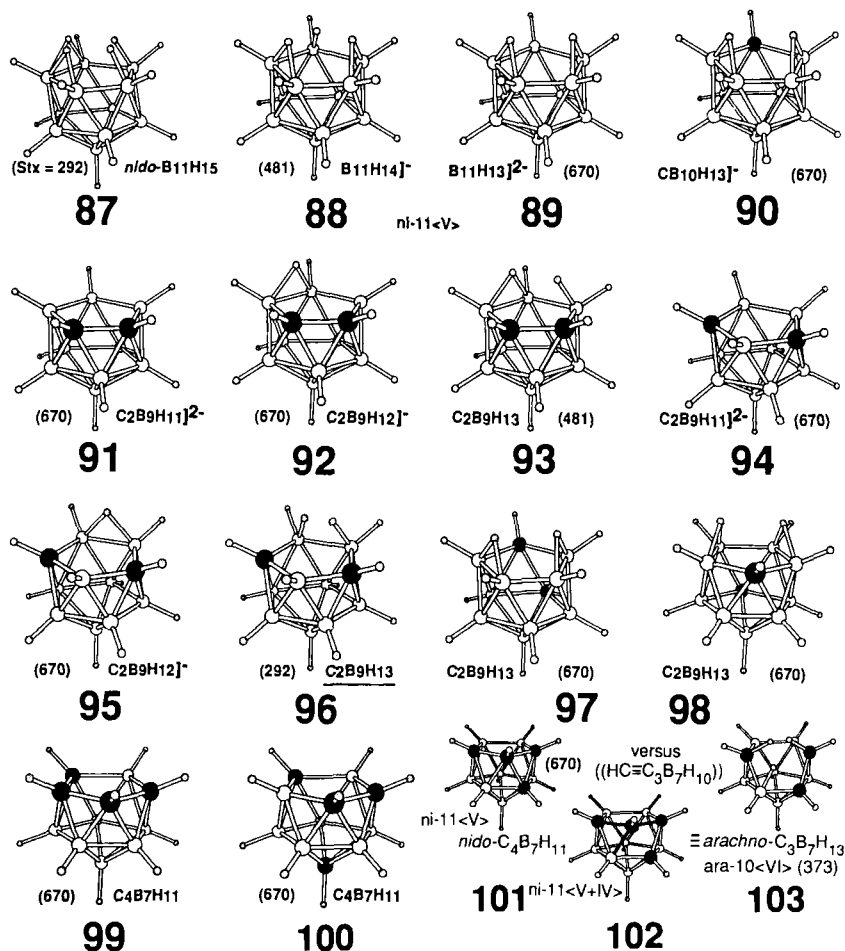 (Stx = 292) nido-B11H15
87
(481) B11H14]-
88
B11H13]2- (670)
89
CB10H13]- (670)
90
ni-11<V>
(670) C2B9H11]2-
91
(670) C2B9H12]-
92
C2B9H13 (481)
93
C2B9H11]2- (670)
94
(670) C2B9H12]-
95
(292) C2B9H13
96
C2B9H13 (670)
97
C2B9H13 (670)
98
(670) C4B7H11
99
(670) C4B7H11
100
(670)
ni-11<V>
nido-C4B7H11
101
versus
((HC≡C3B7H10))
ni-11<V+IV>
102
≡ arachno-C3B7H13
ara-10<VI> (373)
103